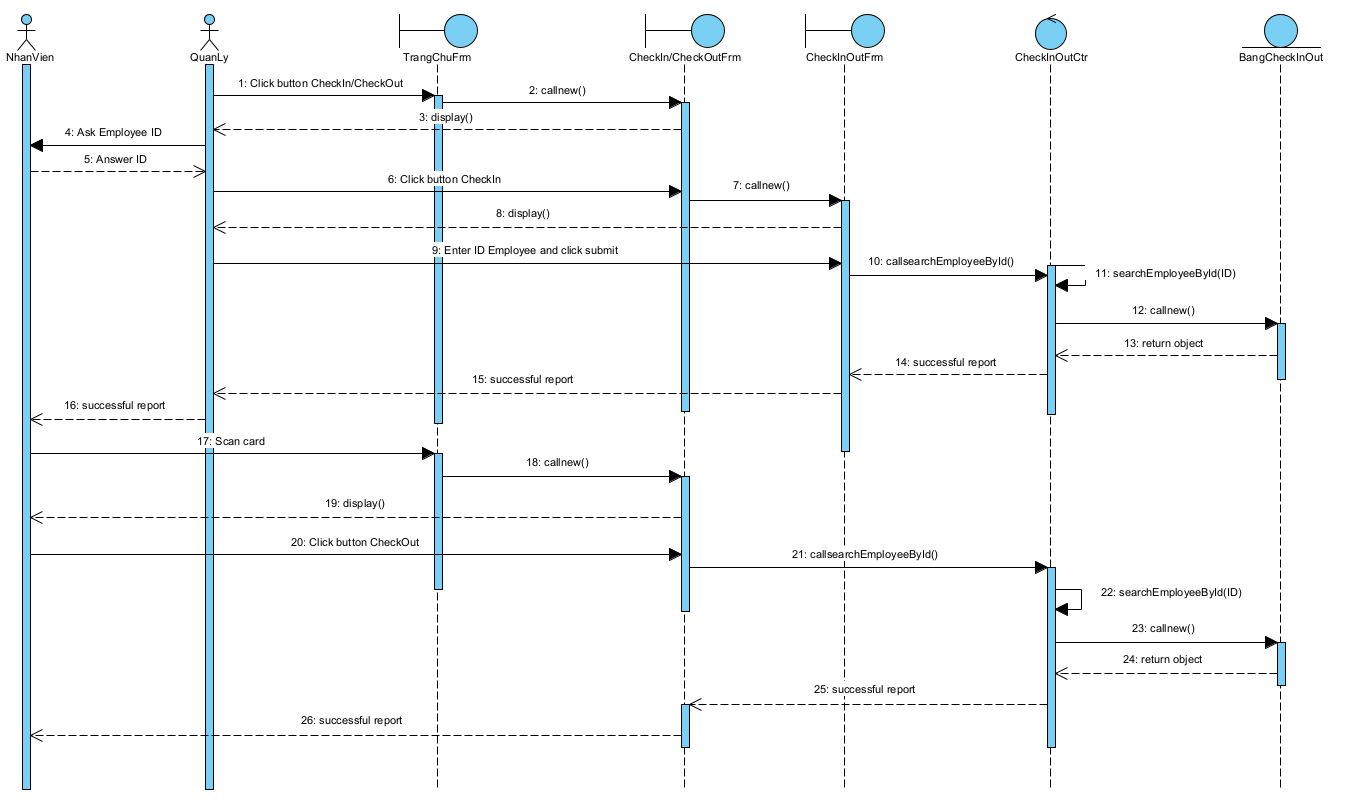 NhanVien
QuanLy
TrangChuFrm
CheckIn/CheckOutFrm
CheckInOutFrm
CheckInOutCtr
BangCheckInOut
1: Click button CheckIn/CheckOut
2: callnew()
3: display()
4: Ask Employee ID
5: Answer ID
6: Click button CheckIn
7: callnew()
8: display()
9: Enter ID Employee and click submit
10: callsearchEmployeeById()
11: searchEmployeeById(ID)
12: callnew()
13: return object
14: successful report
15: successful report
16: successful report
17: Scan card
18: callnew()
19: display()
20: Click button CheckOut
21: callsearchEmployeeById()
22: searchEmployeeById(ID)
23: callnew()
24: return object
25: successful report
26: successful report